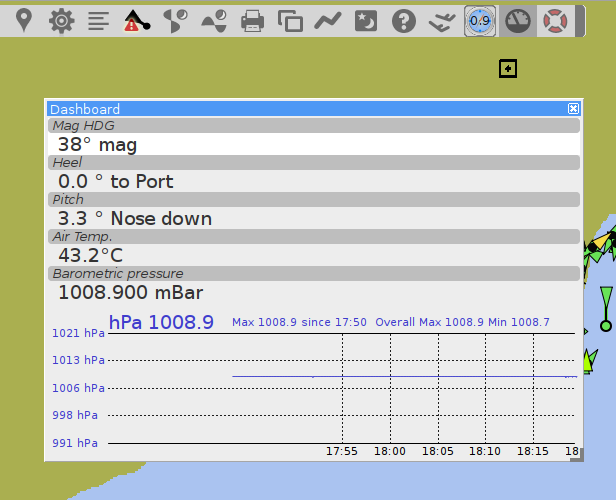 0.9
Dashboard
Mag HDG
38° mag
Heel
0.0 ° to Port
Pitch
3.3 ° Nose down
Air Temp.
43.2°C
Barometric pressure
1008.900 mBar
hPa 1008.9 Max 1008.9 since 17:50 Overall Max 1008.9 Min 1008.7
1021 hPa
1013 hPa
1006 hPa
998 hPa
991 hPa
17:55 18:00 18:05 18:10 18:15 18